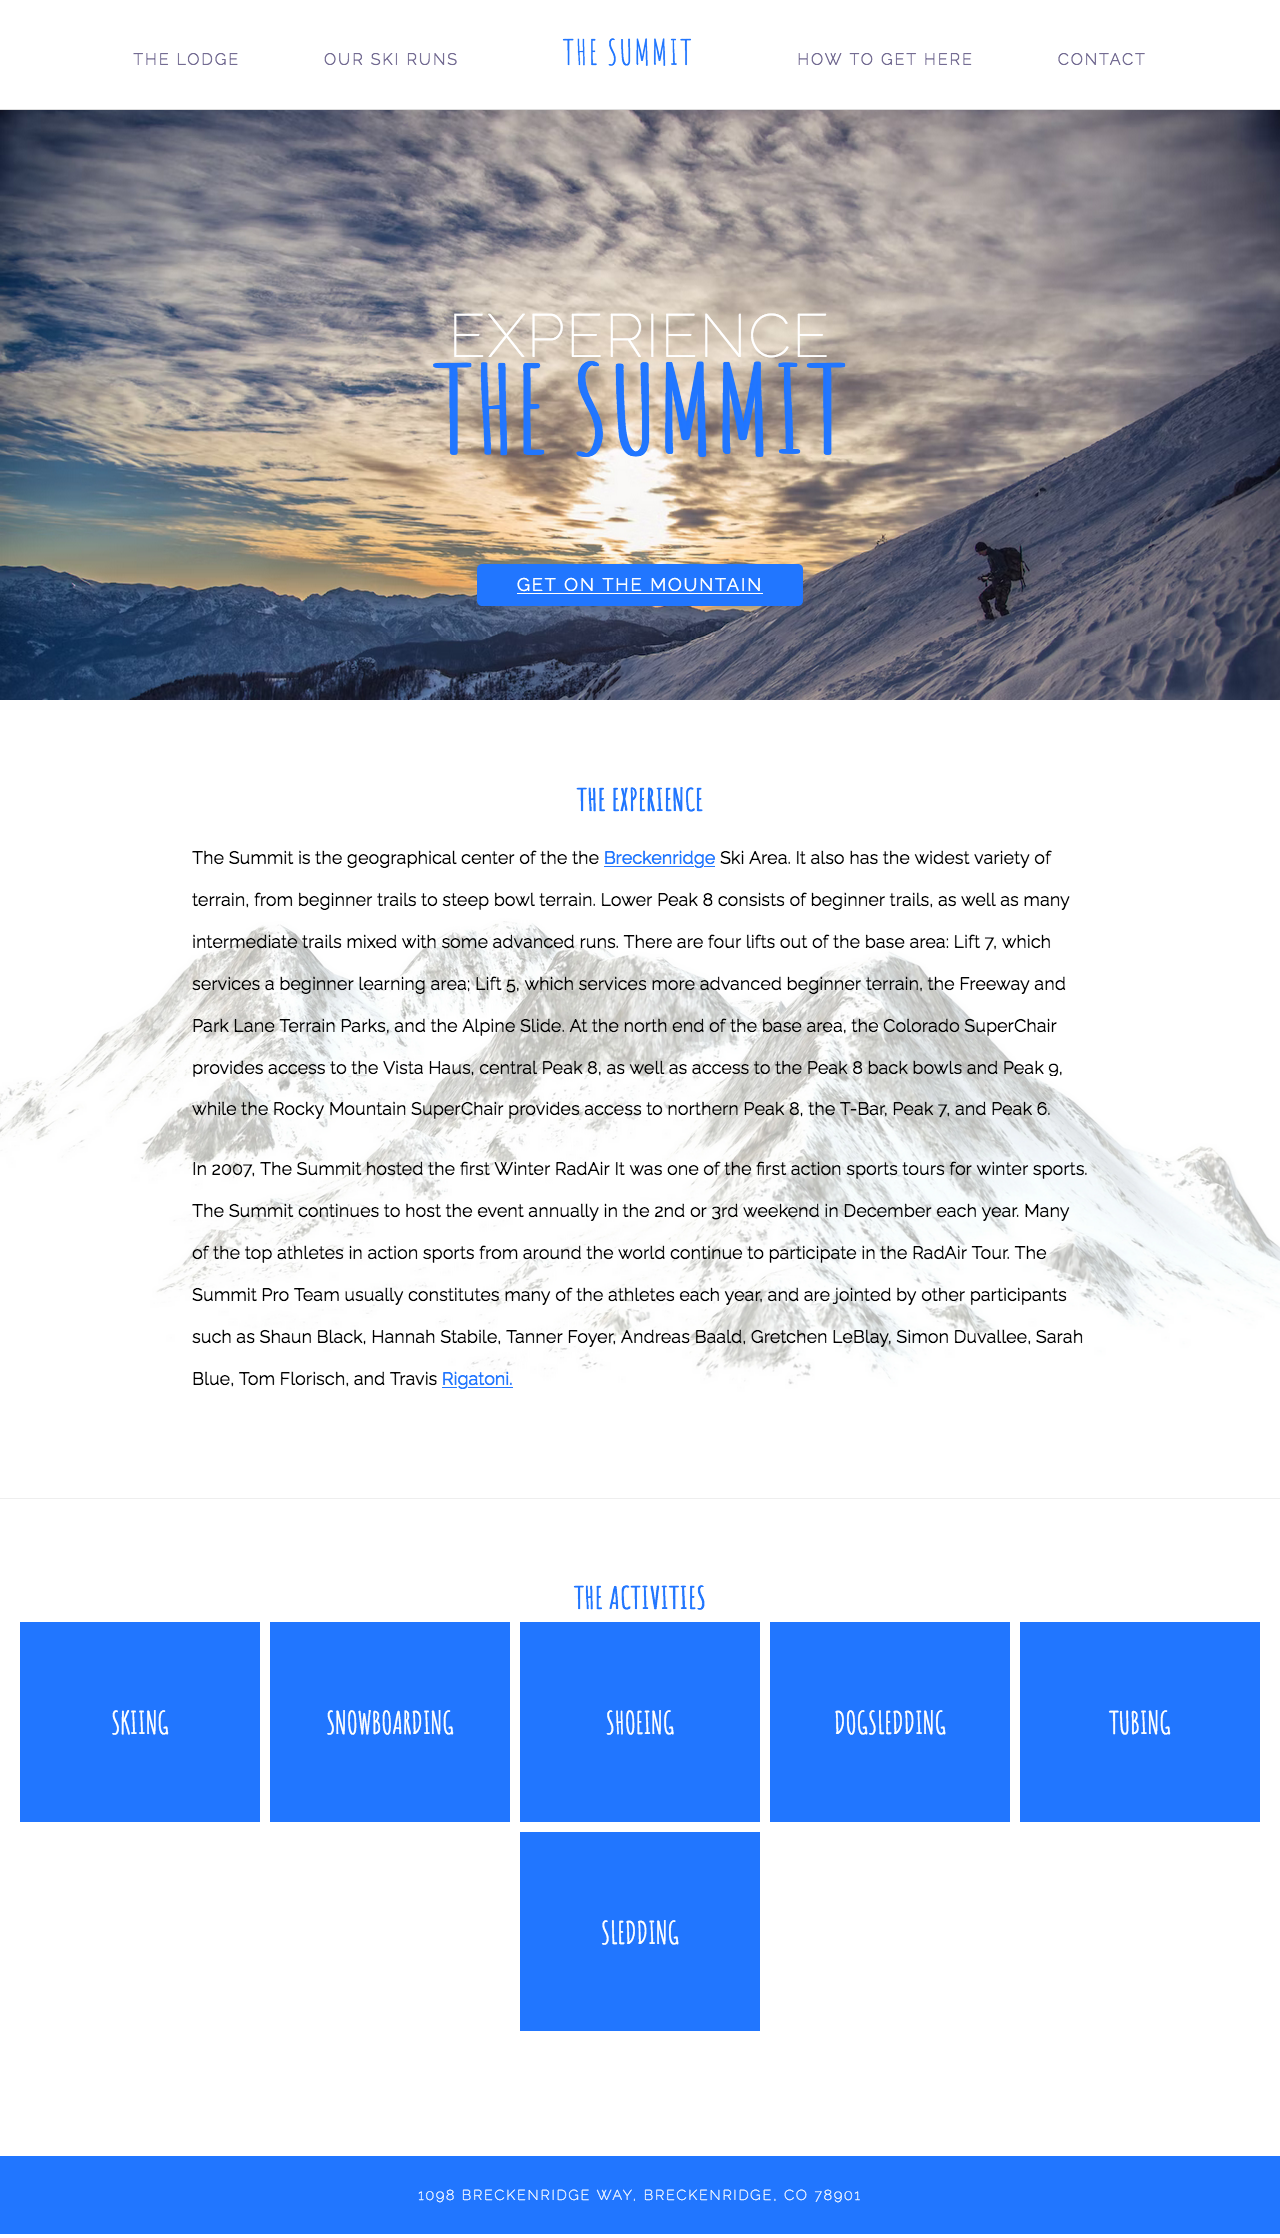 THE LODGE
OUR SKI RUNS
THE SUMMIT
HOW TO GET HERE
CONTACT
EXPERIENCE
THE SUMMIT
GET ON THE MOUNTAIN
THE EXPERIENCE
The Summit is the geographical center of the the Breckenridge Ski Area. It also has the widest variety of
terrain, from beginner trails to steep bowl terrain. Lower Peak 8 consists of beginner trails, as well as many
intermediate trails mixed with some advanced runs. There are four lifts out of the base area: Lift 7, which
services a beginner learning area; Lift 5, which services more advanced beginner terrain, the Freeway and
Park Lane Terrain Parks, and the Alpine Slide. At the north end of the base area, the Colorado SuperChair
provides access to the Vista Haus, central Peak 8, as well as access to the Peak 8 back bowls and Peak 9,
while the Rocky Mountain SuperChair provides access to northern Peak 8, the T-Bar, Peak 7, and Peak 6.
In 2007, The Summit hosted the first Winter RadAir It was one of the first action sports tours for winter sports.
The Summit continues to host the event annually in the 2nd or 3rd weekend in December each year. Many
of the top athletes in action sports from around the world continue to participate in the RadAir Tour. The
Summit Pro Team usually constitutes many of the athletes each year, and are jointed by other participants
such as Shaun Black, Hannah Stabile, Tanner Foyer, Andreas Baald, Gretchen LeBlay, Simon Duvallee, Sarah
Blue, Tom Florisch, and Travis Rigatoni.
THE ACTIVITIES
SKIING
SNOWBOARDING
SHOEING
DOGSLEDDING
TUBING
SLEDDING
1098 BRECKENRIDGE WAY, BRECKENRIDGE, CO 78901